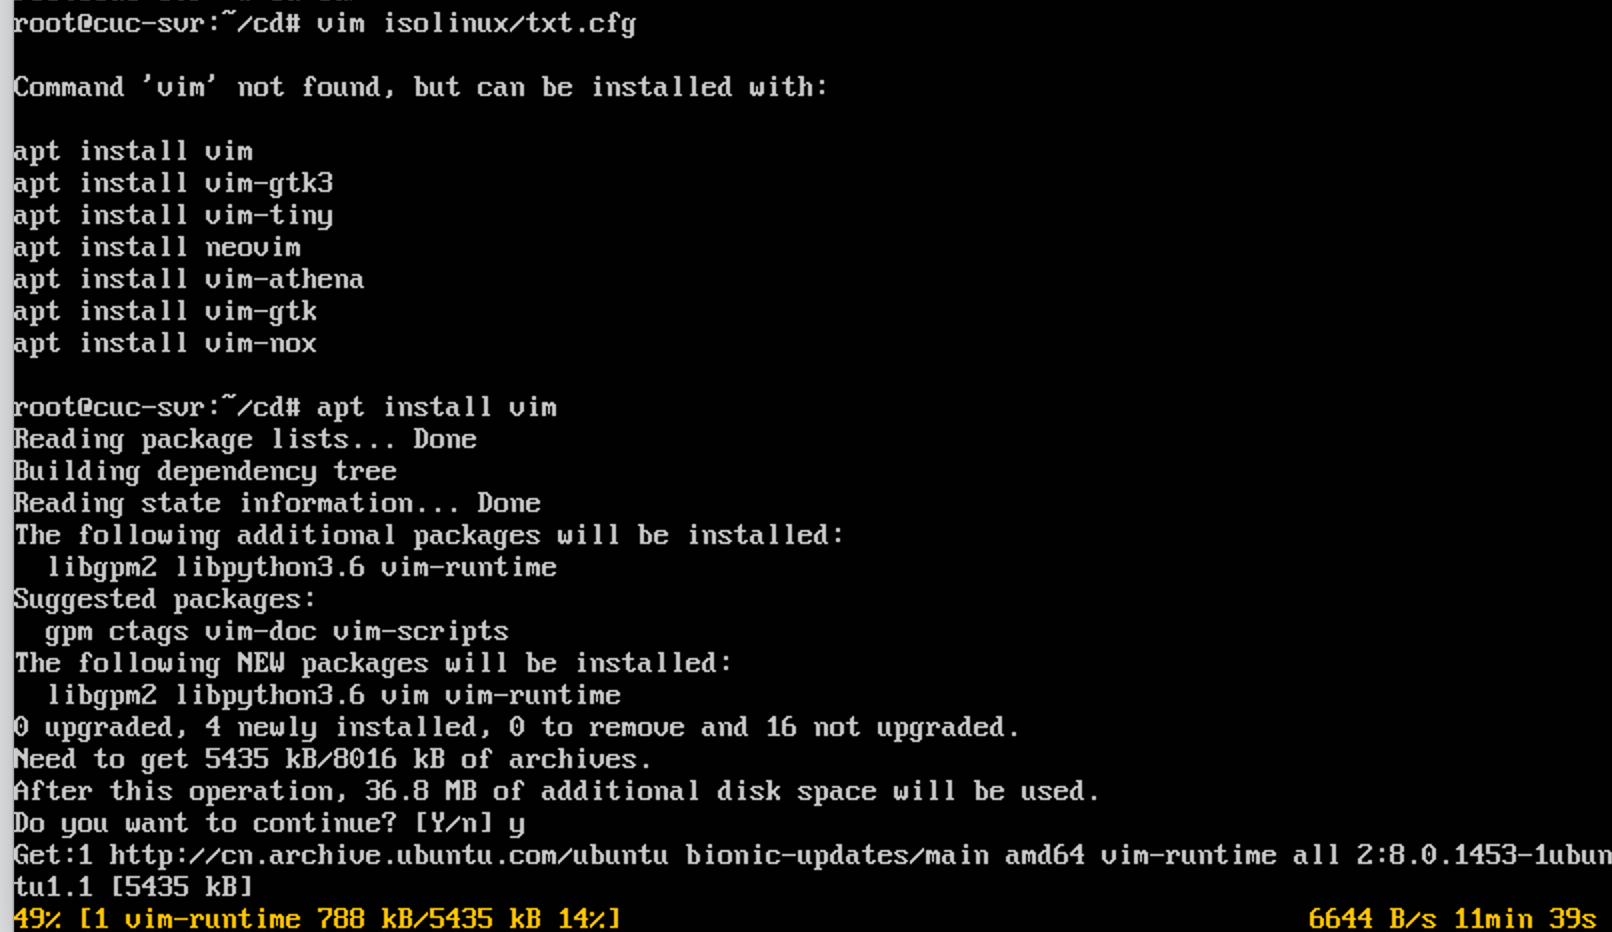 root@cuc-svr:~/cd# vim isolinux/txt.cfg
Command 'vim' not found, but can be installed with:
apt install vim
apt install vim-gtk3
apt install vim-tiny
apt install neovim
apt install vim-athena
apt install vim-gtk
apt install vim-nox
root@cuc-svr:~/cd# apt install vim
Reading package lists... Done
Building dependency tree
Reading state information... Done
The following additional packages will be installed:
  libgpm2 libpython3.6 vim-runtime
Suggested packages:
  gpm ctags vim-doc vim-scripts
The following NEW packages will be installed:
  libgpm2 libpython3.6 vim vim-runtime
0 upgraded, 4 newly installed, 0 to remove and 16 not upgraded.
Need to get 5435 kB/8016 kB of archives.
After this operation, 36.8 MB of additional disk space will be used.
Do you want to continue? [Y/n] y
Get:1 http://cn.archive.ubuntu.com/ubuntu bionic-updates/main amd64 vim-runtime all 2:8.0.1453-1ubun
tu1.1 [5435 kB]
49% [1 vim-runtime 788 kB/5435 kB 14%] 6644 B/s 11min 39s